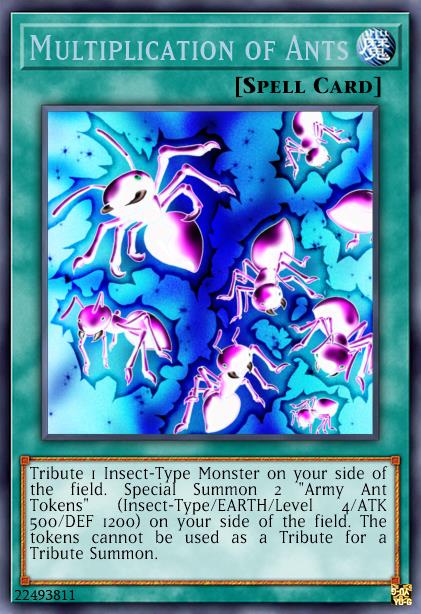 MULTIPLICATION OF ANTS 魔
[SPELL CARD]
Tribute 1 Insect-Type Monster on your side of
the field. Special Summon 2 "Army Ant
Tokens" (Insect-Type/EARTH/Level 4/ATK
500/DEF 1200) on your side of the field. The
tokens cannot be used as a Tribute for a
Tribute Summon.
22493811